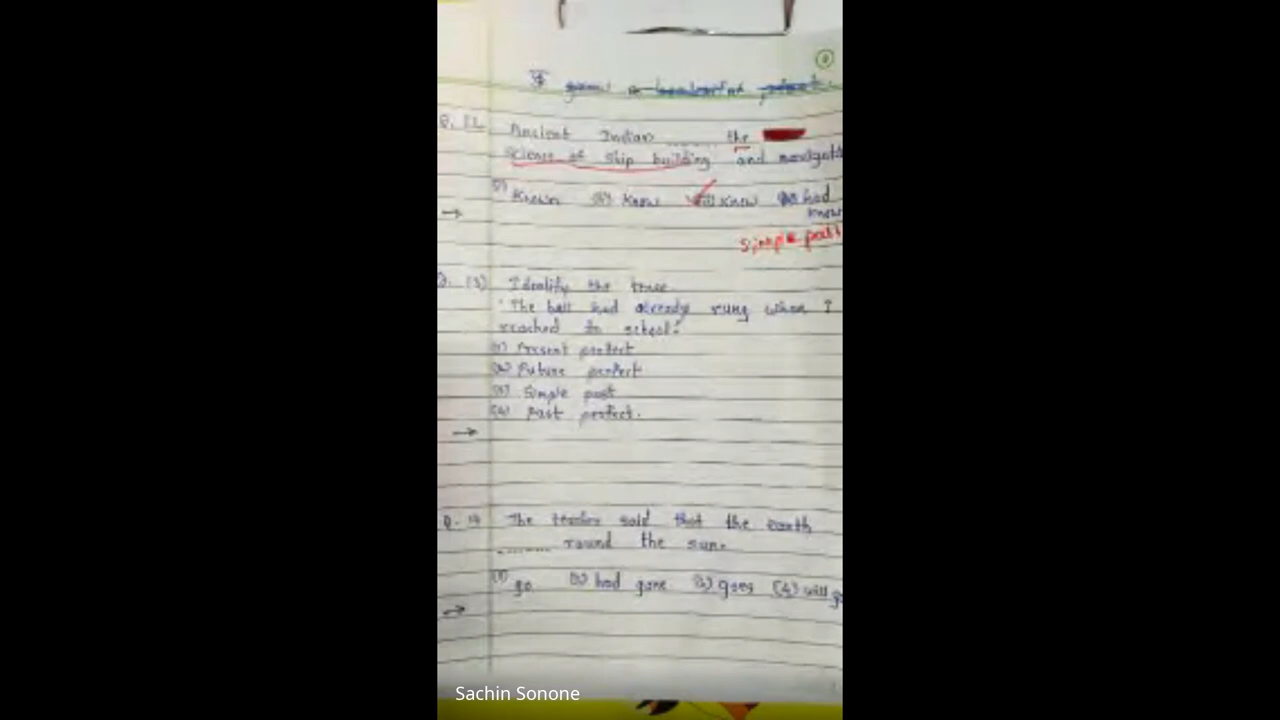 Q. 12 Ancient Indian ...... the
science of ship building and navigati
(1) Known (2) Know (3) Knew (4) had
know
Simple past
Q. 13) Identify the tense.
"The bell had already rung when I
reached to school."
(1) Present perfect
(2) Future perfect
(3) Simple past
(4) Past perfect.
Q. 14 The teacher said that the earth
........ round the sun.
(1) go (2) had gone (3) goes (4) will g
Sachin Sonone